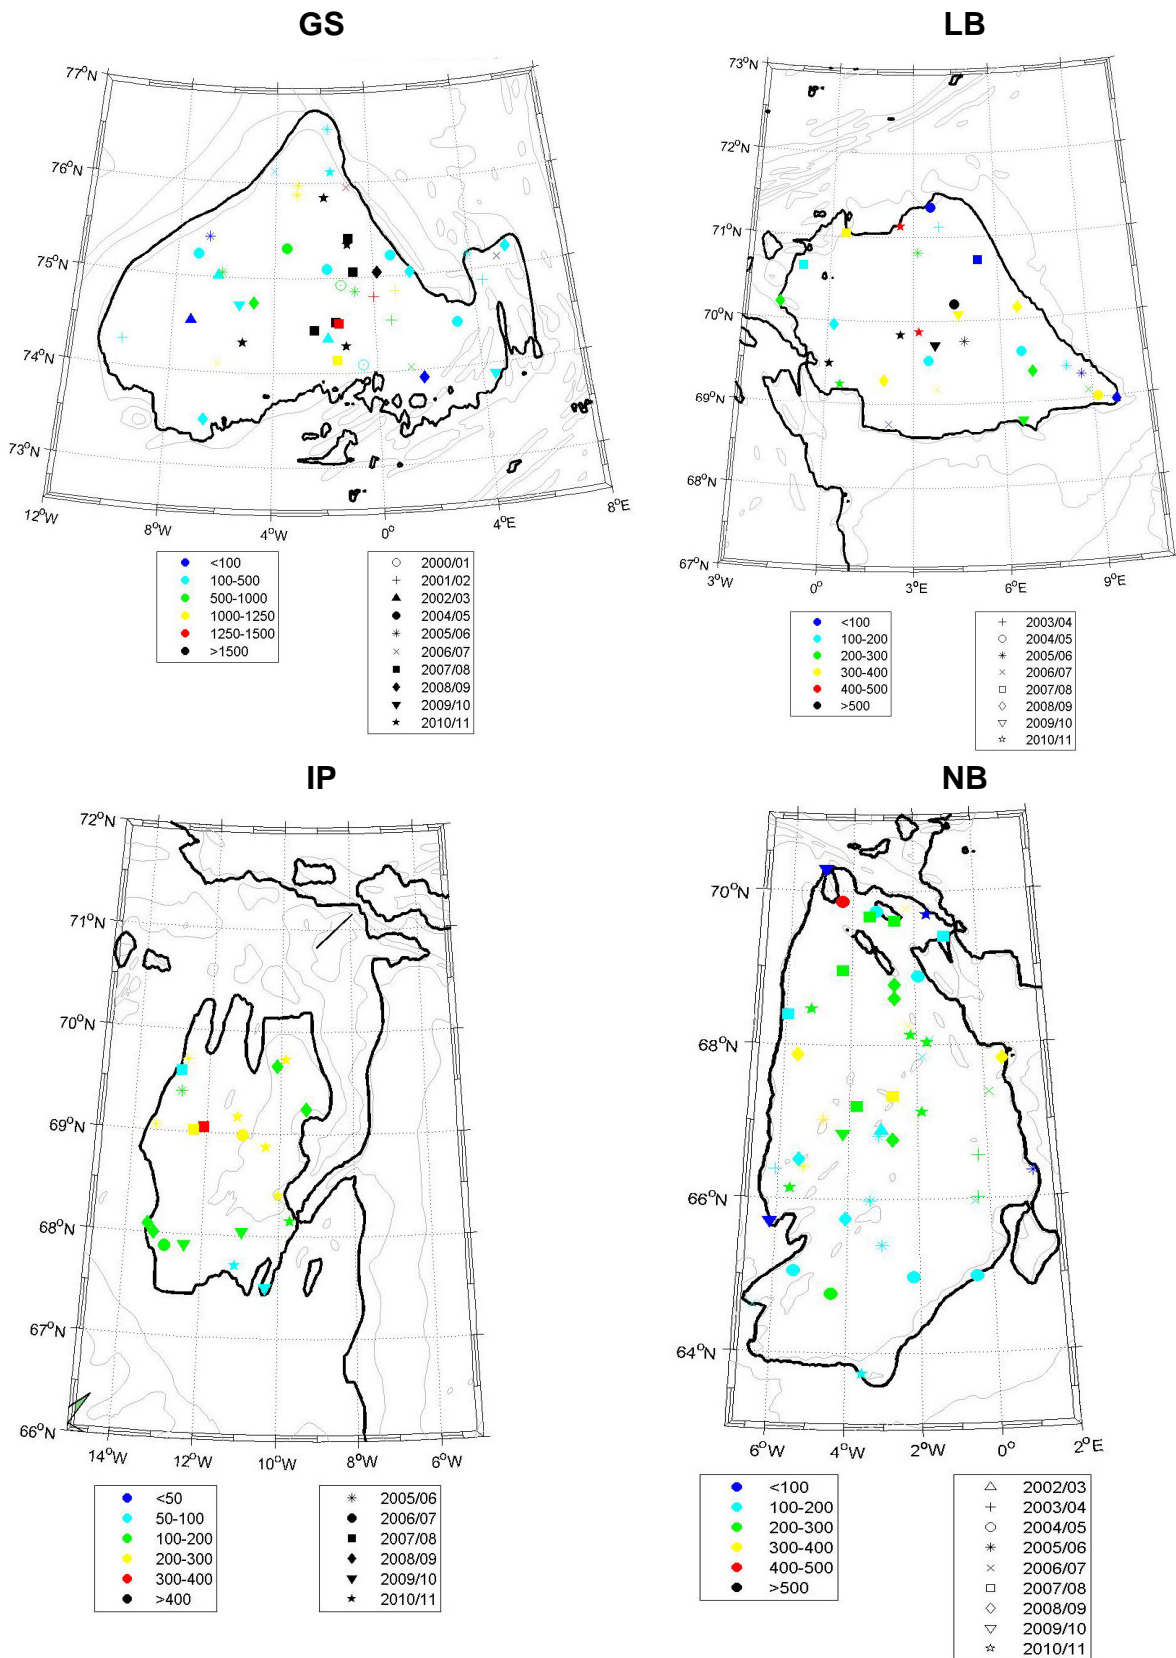 GS
LB
77°N
76°N
75°N
74°N
73°N
12°W
8°W
4°W
0°
4°E
8°E
<100
100-500
500-1000
1000-1250
1250-1500
>1500
2000/01
2001/02
2002/03
2004/05
2005/06
2006/07
2007/08
2008/09
2009/10
2010/11
73°N
72°N
71°N
70°N
69°N
68°N
67°N
3°W
0°
3°E
6°E
9°E
<100
100-200
200-300
300-400
400-500
>500
2003/04
2004/05
2005/06
2006/07
2007/08
2008/09
2009/10
2010/11
IP
NB
72°N
71°N
70°N
69°N
68°N
67°N
66°N
14°W
12°W
10°W
8°W
6°W
<50
50-100
100-200
200-300
300-400
>400
2005/06
2006/07
2007/08
2008/09
2009/10
2010/11
70°N
68°N
66°N
64°N
6°W
4°W
2°W
0°
2°E
<100
100-200
200-300
300-400
400-500
>500
2002/03
2003/04
2004/05
2005/06
2006/07
2007/08
2008/09
2009/10
2010/11